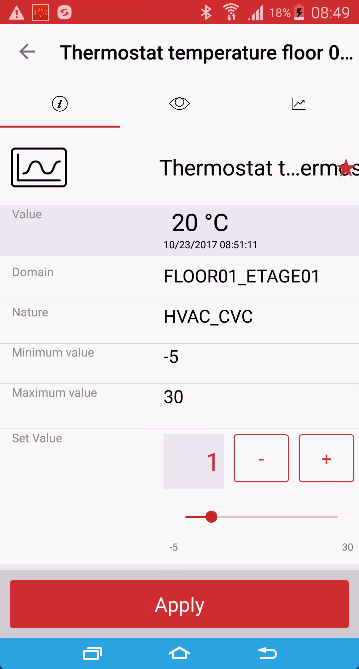 18% 08:49
Thermostat temperature floor 0...
Thermostat t...ermos
Value
20 °C
10/23/2017 08:51:11
Domain
FLOOR01_ETAGE01
Nature
HVAC_CVC
Minimum value
-5
Maximum value
30
Set Value
1
-
+
-5
30
Apply